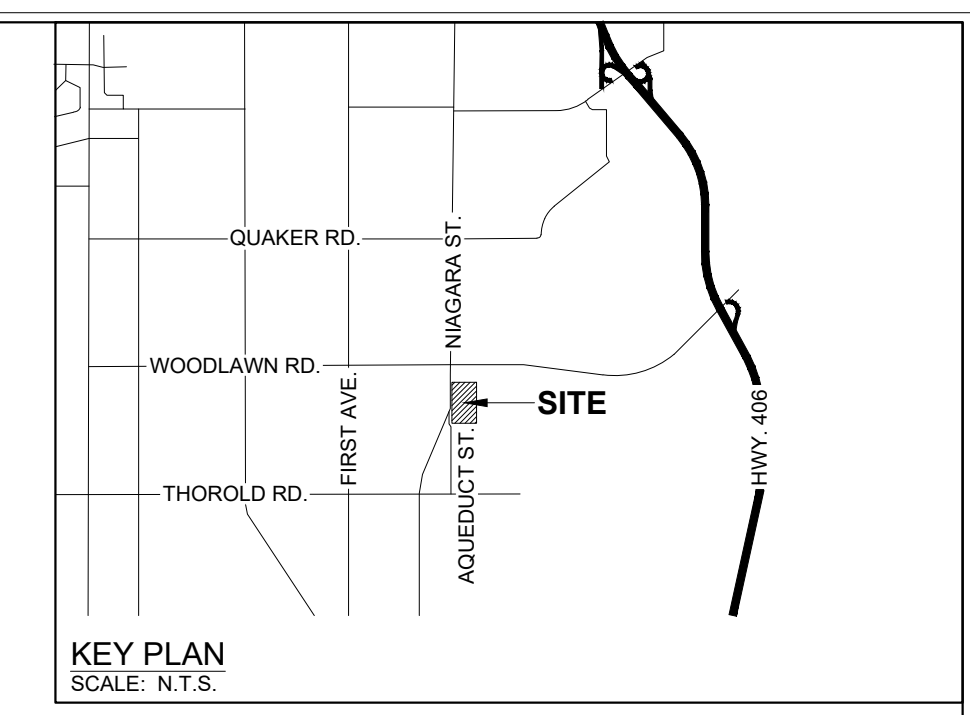 QUAKER RD.
NIAGARA ST.
WOODLAWN RD.
FIRST AVE.
SITE
HWY. 406
AQUEDUCT ST.
THOROLD RD.
KEY PLAN
SCALE: N.T.S.